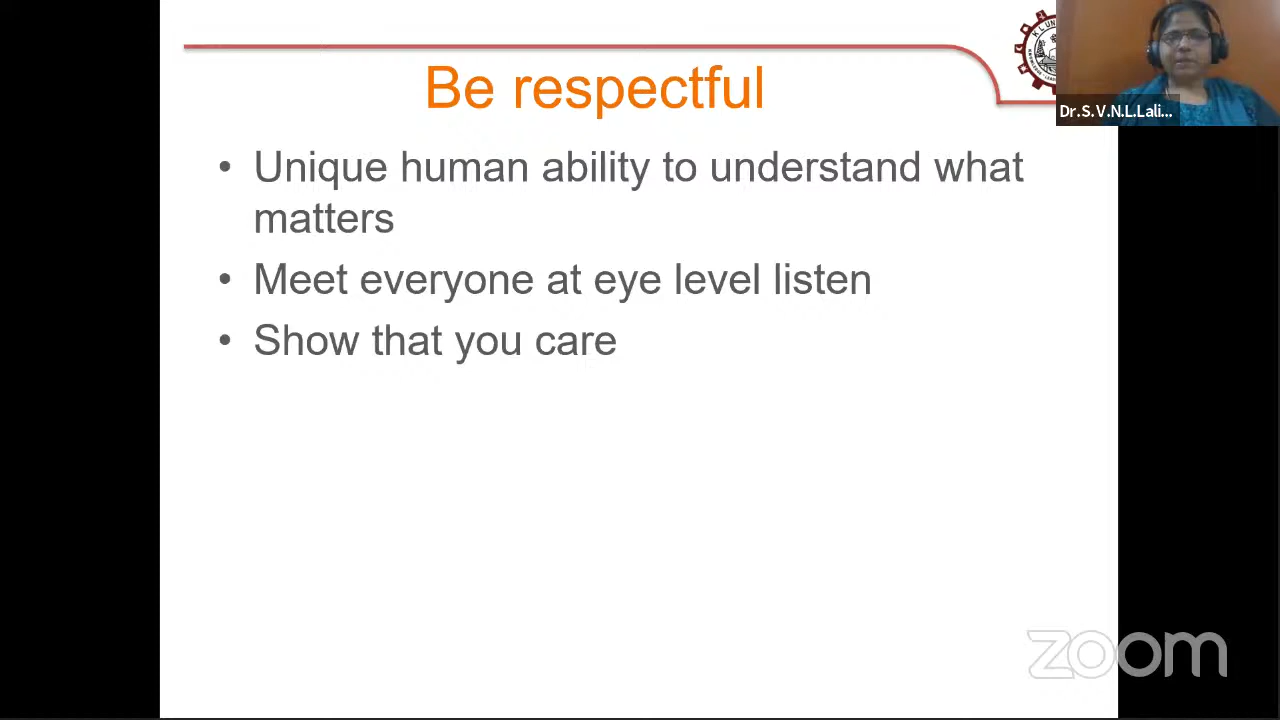 Be respectful
Dr.S.V.N.L.Lali...
• Unique human ability to understand what
matters
• Meet everyone at eye level listen
• Show that you care
zoom